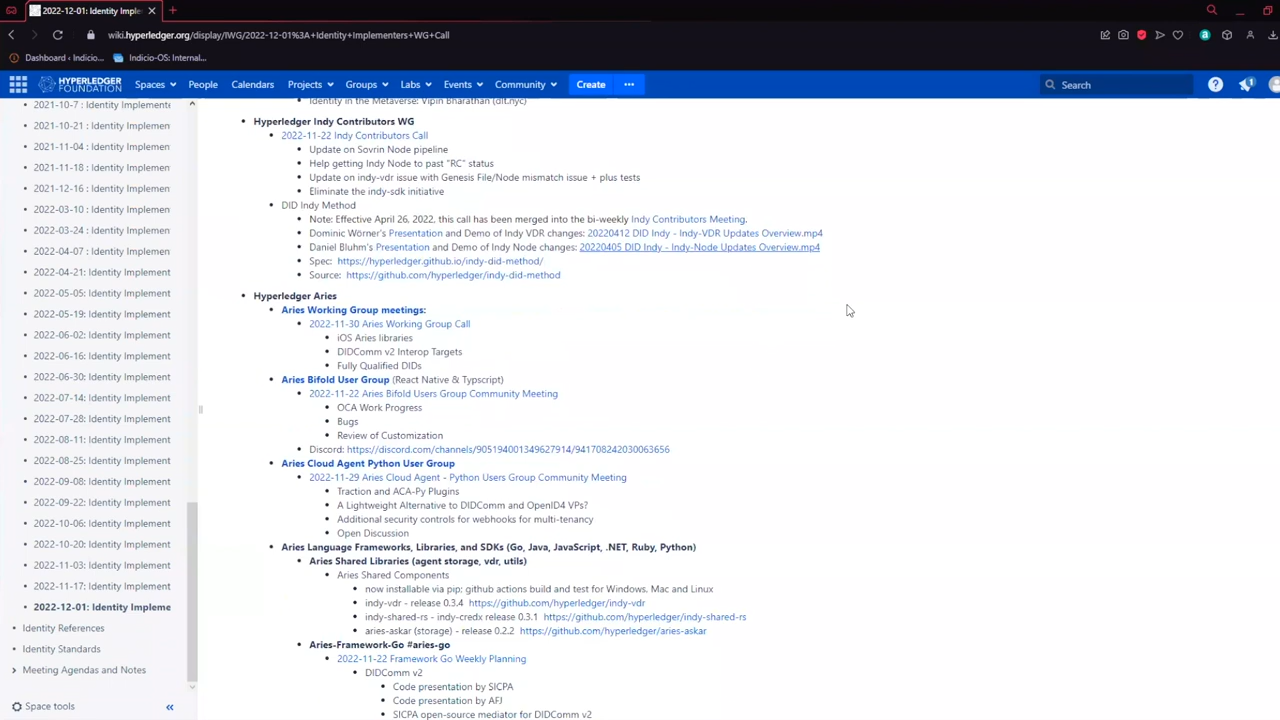 2022-12-01: Identity Imple
wiki.hyperledger.org/display/IWG/2022-12-01%3A+Identity+Implementers+WG+Call
Dashboard ‹ Indicio...
Indicio-OS: Internal...
HYPERLEDGER FOUNDATION
Spaces
People
Calendars
Projects
Groups
Labs
Events
Community
Create
Search
1
2021-10-7 : Identity Implemente
2021-10-21 : Identity Implemen
2021-11-04 : Identity Implemen
2021-11-18 : Identity Implemen
2021-12-16 : Identity Implemen
2022-03-10 : Identity Implemen
2022-03-24 : Identity Implemen
2022-04-07 : Identity Implemen
2022-04-21: Identity Implemen
2022-05-05: Identity Implemen
2022-05-19: Identity Implemen
2022-06-02: Identity Implemen
2022-06-16: Identity Implemen
2022-06-30: Identity Implemen
2022-07-14: Identity Implemen
2022-07-28: Identity Implemen
2022-08-11: Identity Implemen
2022-08-25: Identity Implemen
2022-09-08: Identity Implemen
2022-09-22: Identity Implemen
2022-10-06: Identity Implemen
2022-10-20: Identity Implemen
2022-11-03: Identity Implemen
2022-11-17: Identity Implemen
2022-12-01: Identity Impleme
Identity References
Identity Standards
Meeting Agendas and Notes
Space tools
«
Identity in the Metaverse: Vipin Bharathan (dlt.nyc)
Hyperledger Indy Contributors WG
2022-11-22 Indy Contributors Call
Update on Sovrin Node pipeline
Help getting Indy Node to past "RC" status
Update on indy-vdr issue with Genesis File/Node mismatch issue + plus tests
Eliminate the indy-sdk initiative
DID Indy Method
Note: Effective April 26, 2022, this call has been merged into the bi-weekly Indy Contributors Meeting.
Dominic Wörner's Presentation and Demo of Indy VDR changes: 20220412 DID Indy - Indy-VDR Updates Overview.mp4
Daniel Bluhm's Presentation and Demo of Indy Node changes: 20220405 DID Indy - Indy-Node Updates Overview.mp4
Spec: https://hyperledger.github.io/indy-did-method/
Source: https://github.com/hyperledger/indy-did-method
Hyperledger Aries
Aries Working Group meetings:
2022-11-30 Aries Working Group Call
iOS Aries libraries
DIDComm v2 Interop Targets
Fully Qualified DIDs
Aries Bifold User Group (React Native & Typscript)
2022-11-22 Aries Bifold Users Group Community Meeting
OCA Work Progress
Bugs
Review of Customization
Discord: https://discord.com/channels/905194001349627914/941708242030063656
Aries Cloud Agent Python User Group
2022-11-29 Aries Cloud Agent - Python Users Group Community Meeting
Traction and ACA-Py Plugins
A Lightweight Alternative to DIDComm and OpenID4 VPs?
Additional security controls for webhooks for multi-tenancy
Open Discussion
Aries Language Frameworks, Libraries, and SDKs (Go, Java, JavaScript, .NET, Ruby, Python)
Aries Shared Libraries (agent storage, vdr, utils)
Aries Shared Components
now installable via pip: github actions build and test for Windows. Mac and Linux
indy-vdr - release 0.3.4 https://github.com/hyperledger/indy-vdr
indy-shared-rs - indy-credx release 0.3.1 https://github.com/hyperledger/indy-shared-rs
aries-askar (storage) - release 0.2.2 https://github.com/hyperledger/aries-askar
Aries-Framework-Go #aries-go
2022-11-22 Framework Go Weekly Planning
DIDComm v2
Code presentation by SICPA
Code presentation by AFJ
SICPA open-source mediator for DIDComm v2